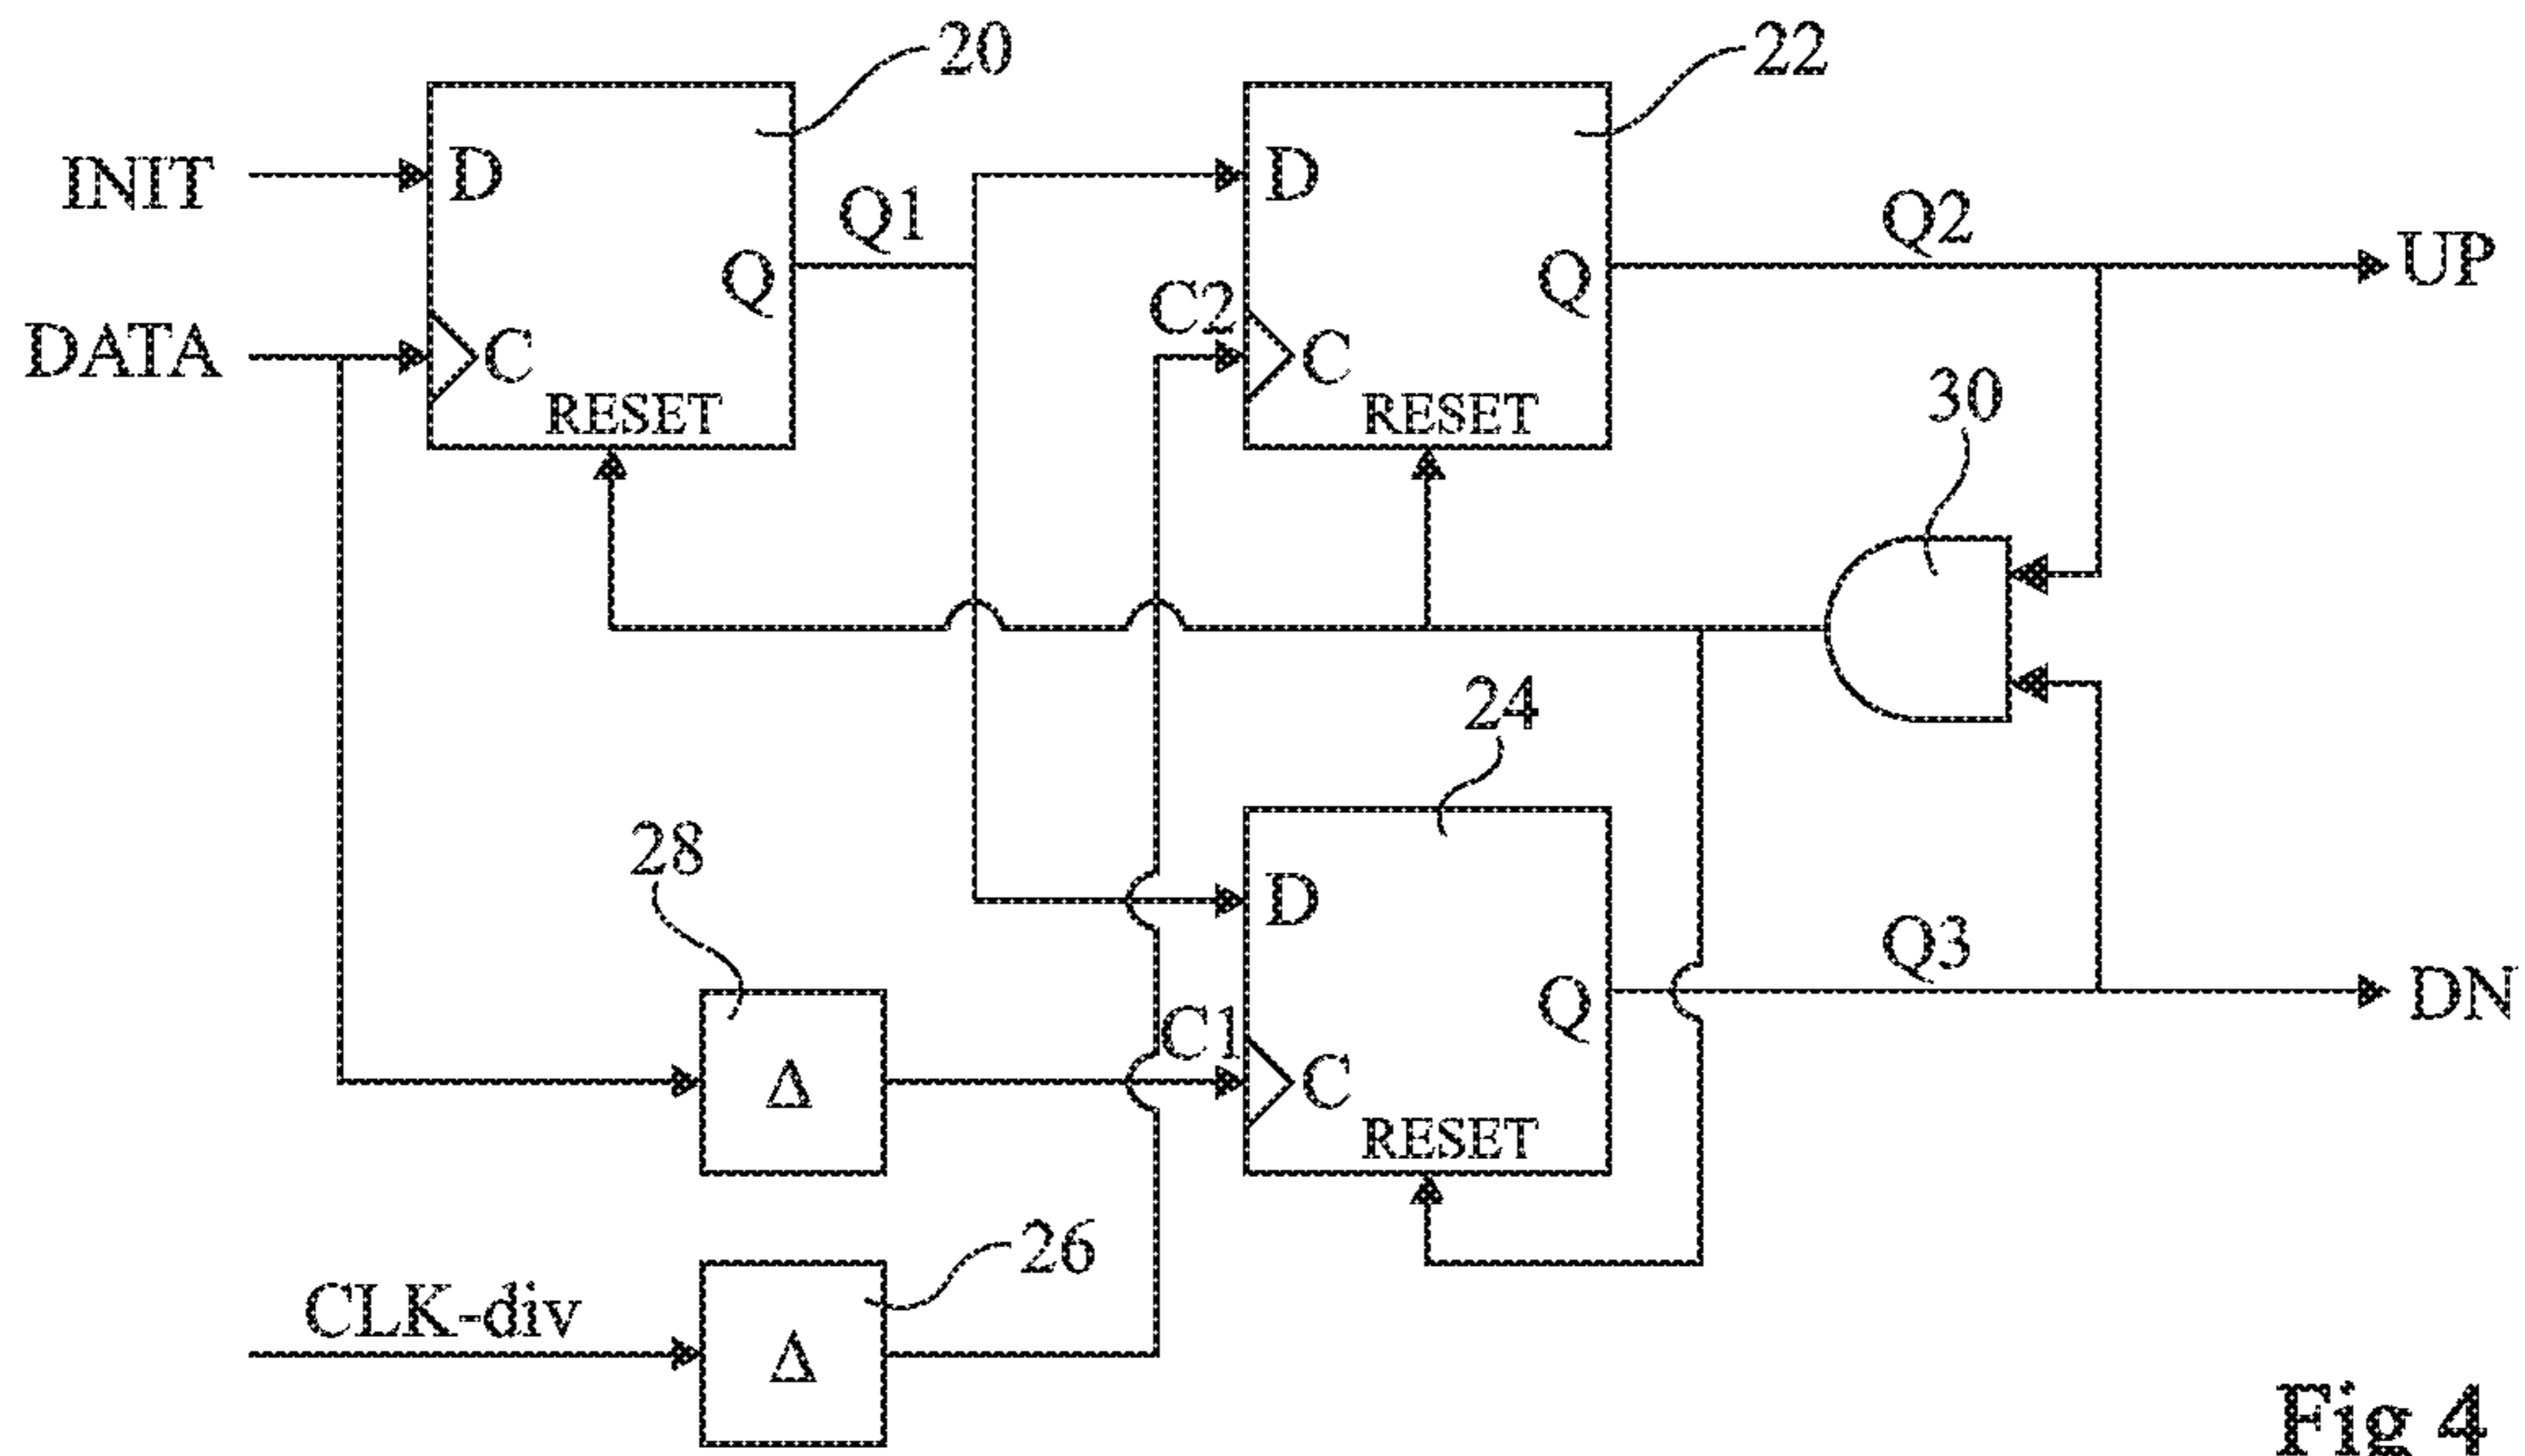 20
22
INIT
D
Q1
D
Q2
Q
Q
UP
DATA
C
C2
C
RESET
RESET
30
24
28
D
Q3
Q
DN
Δ
C1
C
RESET
26
CLK-div
Δ
Fig 4